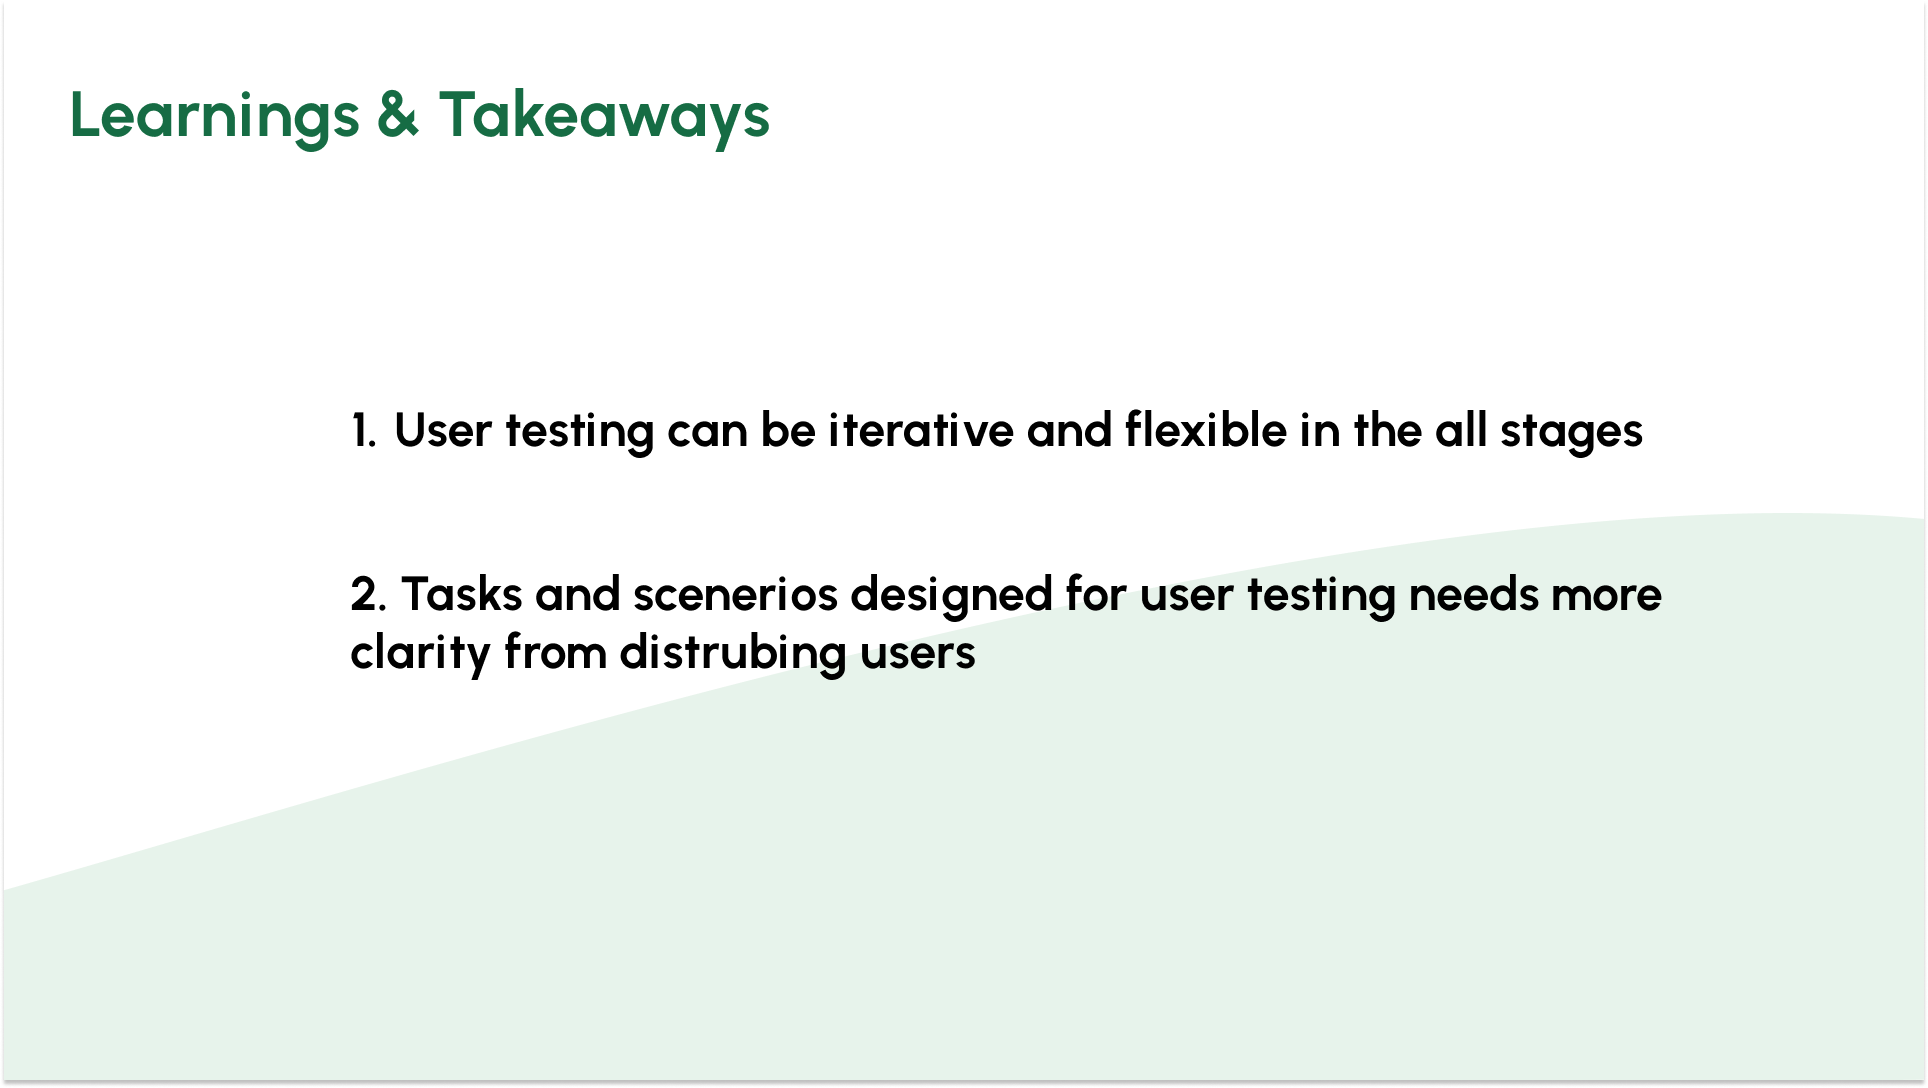 Learnings & Takeaways
1. User testing can be iterative and flexible in the all stages
2. Tasks and scenerios designed for user testing needs more
clarity from distrubing users